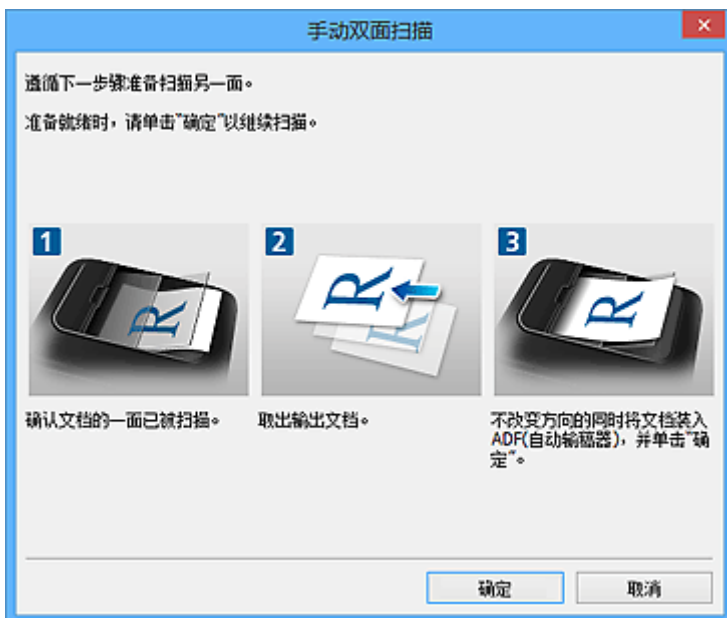 手动双面扫描
遵循下一步骤准备扫描另一面。
准备就绪时，请单击"确定"以继续扫描。
1
2
3
R
R
R
R
确认文档的一面已被扫描。
取出输出文档。
不改变方向的同时将文档装入
ADF(自动输稿器)，并单击"确
定"。
确定
取消